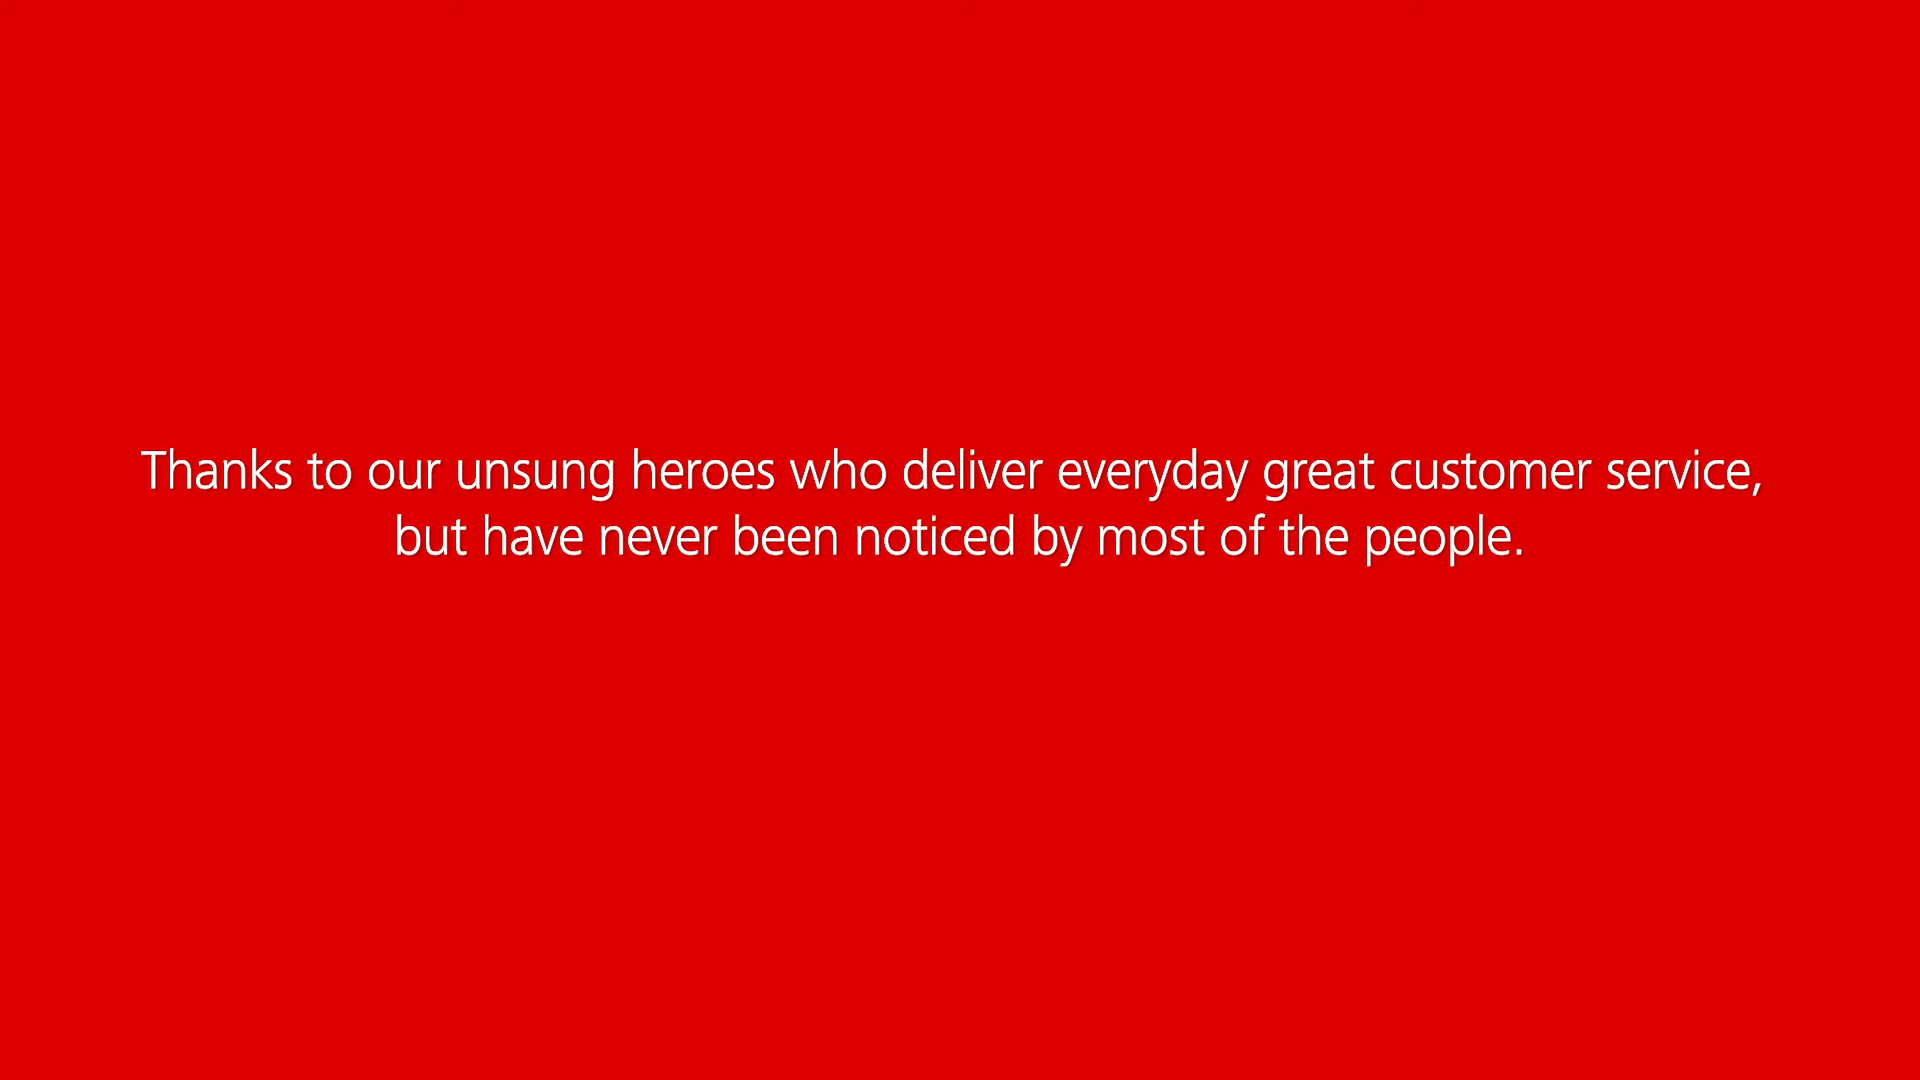 Thanks to our unsung heroes who deliver everyday great customer service,
but have never been noticed by most of the people.